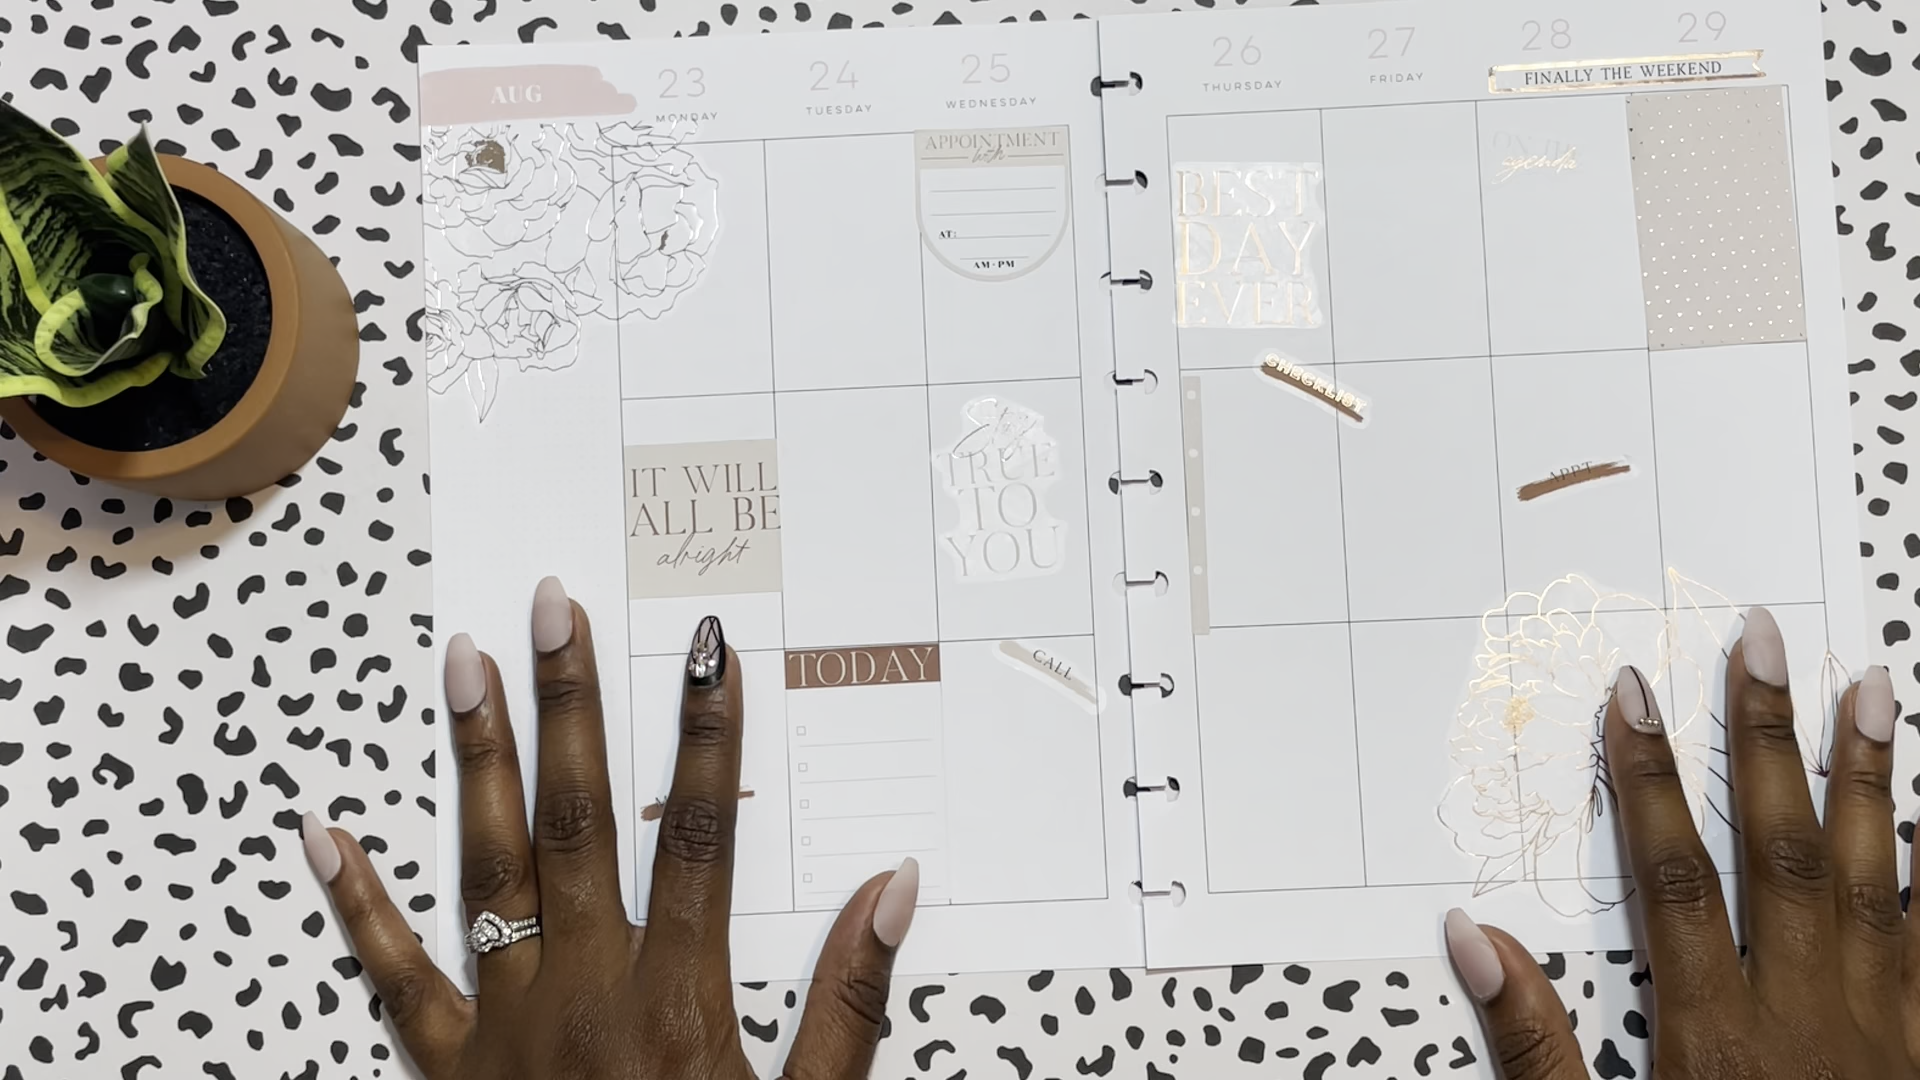 AUG
23
MONDAY
24
TUESDAY
25
WEDNESDAY
26
THURSDAY
27
FRIDAY
28
29
FINALLY THE WEEKEND
APPOINTMENT
with
AT:
AM-PM
BEST
DAY
EVER
ON THE
agenda
CHECKLIST
IT WILL
ALL BE
alright
Stay
TRUE
TO
YOU
APPT
TODAY
CALL